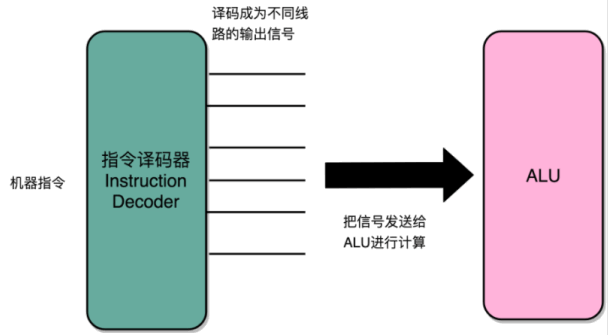 译码成为不同线
路的输出信号
机器指令
指令译码器
Instruction
Decoder
把信号发送给
ALU进行计算
ALU